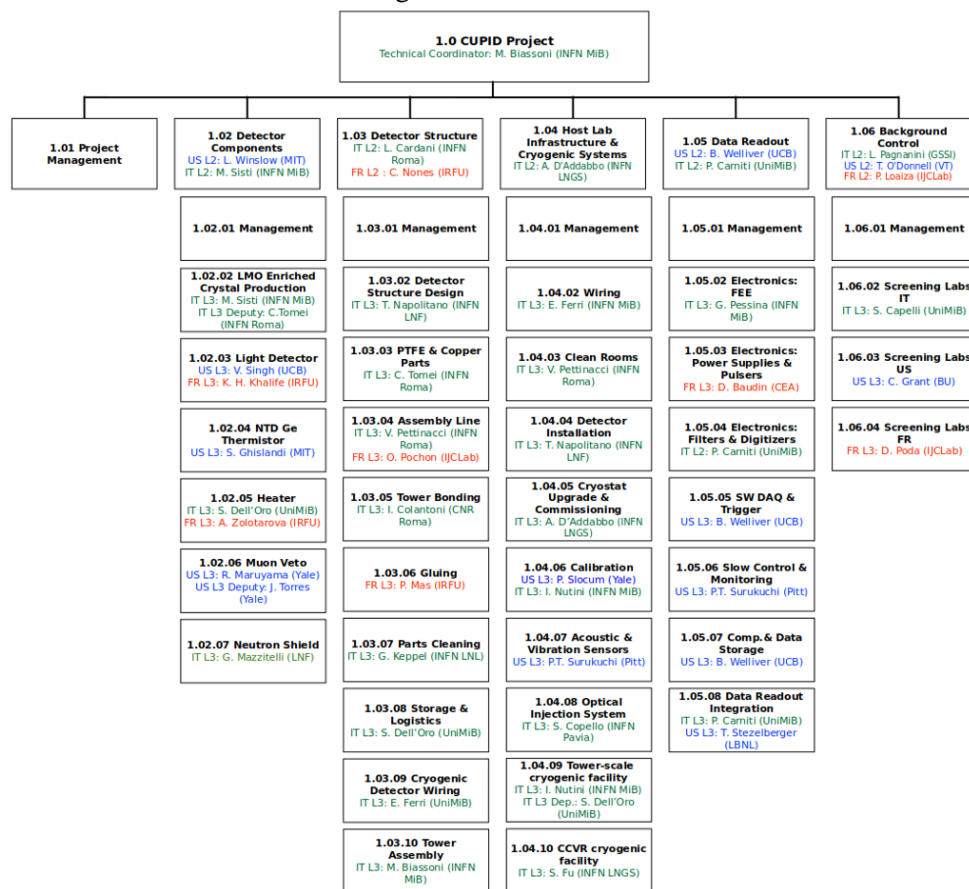 1.0 CUPID Project
Technical Coordinator: M. Biassoni (INFN MiB)
1.01 Project
Management
1.02 Detector
Components
US L2: L. Winslow (MIT)
IT L2: M. Sisti (INFN MiB)
1.03 Detector Structure
IT L2: L. Cardani (INFN
Roma)
FR L2 : C. Nones (IRFU)
1.04 Host Lab
Infrastructure &
Cryogenic Systems
IT L2: A. D'Addabbo (INFN
LNGS)
1.05 Data Readout
US L2: B. Welliver (UCB)
IT L2: P. Carniti (UniMiB)
1.06 Background
Control
IT L2: L. Pagnanini (GSSI)
US L2: T. O'Donnell (VT)
FR L2: P. Loaiza (IJCLab)
1.02.01 Management
1.02.02 LMO Enriched
Crystal Production
IT L3: M. Sisti (INFN MiB)
IT L3 Deputy: C.Tomei
(INFN Roma)
1.02.03 Light Detector
US L3: V. Singh (UCB)
FR L3: K. H. Khalife (IRFU)
1.02.04 NTD Ge
Thermistor
US L3: S. Ghislandi (MIT)
1.02.05 Heater
IT L3: S. Dell'Oro (UniMiB)
FR L3: A. Zolotarova (IRFU)
1.02.06 Muon Veto
US L3: R. Maruyama (Yale)
US L3 Deputy: J. Torres
(Yale)
1.02.07 Neutron Shield
IT L3: G. Mazzitelli (LNF)
1.03.01 Management
1.03.02 Detector
Structure Design
IT L3: T. Napolitano (INFN
LNF)
1.03.03 PTFE & Copper
Parts
IT L3: C. Tomei (INFN
Roma)
1.03.04 Assembly Line
IT L3: V. Pettinacci (INFN
Roma)
FR L3: O. Pochon (IJCLab)
1.03.05 Tower Bonding
IT L3: I. Colantoni (CNR
Roma)
1.03.06 Gluing
FR L3: P. Mas (IRFU)
1.03.07 Parts Cleaning
IT L3: G. Keppel (INFN LNL)
1.03.08 Storage &
Logistics
IT L3: S. Dell'Oro (UniMiB)
1.03.09 Cryogenic
Detector Wiring
IT L3: E. Ferri (UniMiB)
1.03.10 Tower
Assembly
IT L3: M. Biassoni (INFN
MiB)
1.04.01 Management
1.04.02 Wiring
IT L3: E. Ferri (INFN MiB)
1.04.03 Clean Rooms
IT L3: V. Pettinacci (INFN
Roma)
1.04.04 Detector
Installation
IT L3: T. Napolitano (INFN
LNF)
1.04.05 Cryostat
Upgrade &
Commissioning
IT L3: A. D'Addabbo (INFN
LNGS)
1.04.06 Calibration
US L3: P. Slocum (Yale)
IT L3: I. Nutini (INFN MiB)
1.04.07 Acoustic &
Vibration Sensors
US L3: P.T. Surukuchi (Pitt)
1.04.08 Optical
Injection System
IT L3: S. Copello (INFN
Pavia)
1.04.09 Tower-scale
cryogenic facility
IT L3: I. Nutini (INFN MiB)
IT L3 Dep.: S. Dell'Oro
(UniMiB)
1.04.10 CCVR cryogenic
facility
IT L3: S. Fu (INFN LNGS)
1.05.01 Management
1.05.02 Electronics:
FEE
IT L3: G. Pessina (INFN
MiB)
1.05.03 Electronics:
Power Supplies &
Pulsers
FR L3: D. Baudin (CEA)
1.05.04 Electronics:
Filters & Digitizers
IT L2: P. Carniti (UniMiB)
1.05.05 SW DAQ &
Trigger
US L3: B. Welliver (UCB)
1.05.06 Slow Control &
Monitoring
US L3: P.T. Surukuchi (Pitt)
1.05.07 Comp.& Data
Storage
US L3: B. Welliver (UCB)
1.05.08 Data Readout
Integration
IT L3: P. Carniti (UniMiB)
US L3: T. Stezelberger
(LBNL)
1.06.01 Management
1.06.02 Screening Labs
IT
IT L3: S. Capelli (UniMiB)
1.06.03 Screening Labs
US
US L3: C. Grant (BU)
1.06.04 Screening Labs
FR
FR L3: D. Poda (IJCLab)